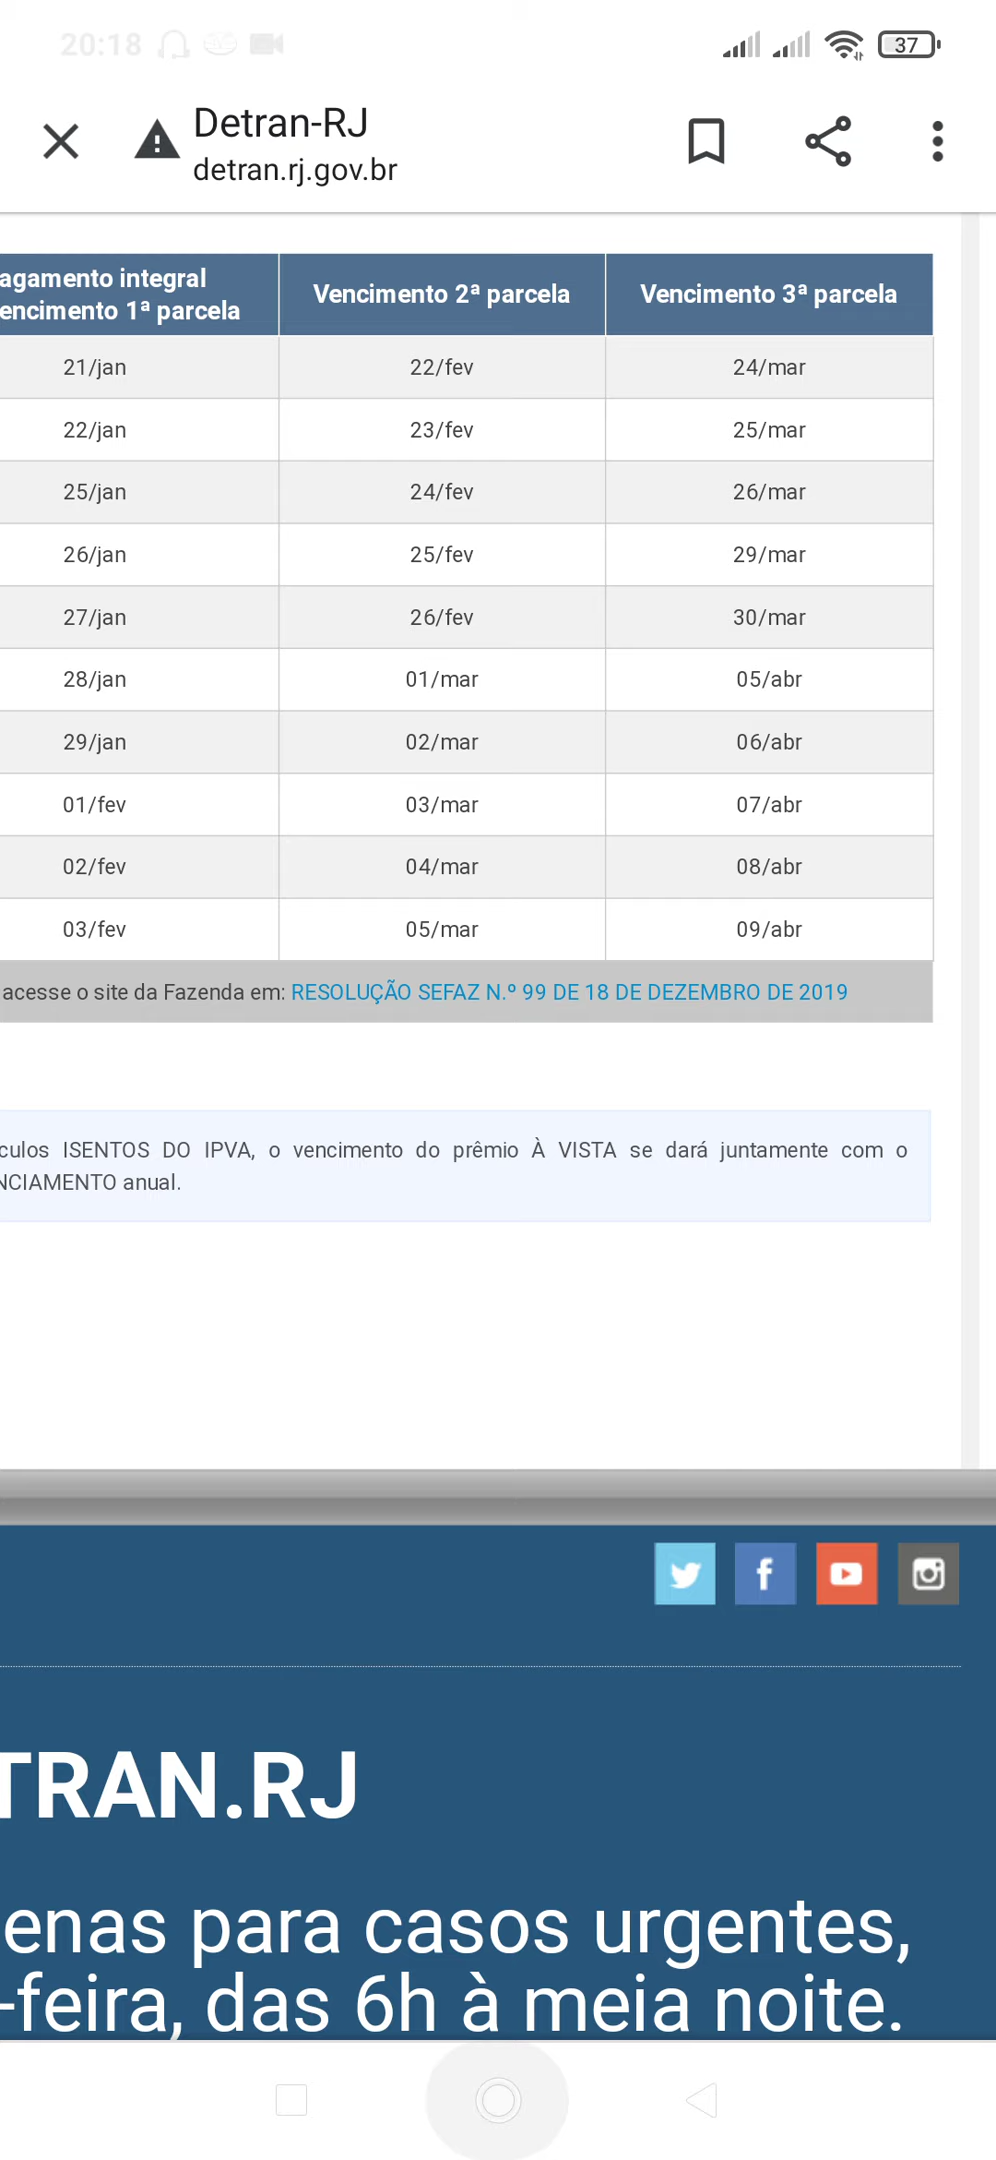 20:18
37
Detran-RJ
detran.rj.gov.br
agamento integral
encimento 1ª parcela
Vencimento 2ª parcela
Vencimento 3ª parcela
21/jan 22/fev 24/mar
22/jan 23/fev 25/mar
25/jan 24/fev 26/mar
26/jan 25/fev 29/mar
27/jan 26/fev 30/mar
28/jan 01/mar 05/abr
29/jan 02/mar 06/abr
01/fev 03/mar 07/abr
02/fev 04/mar 08/abr
03/fev 05/mar 09/abr
acesse o site da Fazenda em: RESOLUÇÃO SEFAZ N.º 99 DE 18 DE DEZEMBRO DE 2019
culos ISENTOS DO IPVA, o vencimento do prêmio À VISTA se dará juntamente com o
NCIAMENTO anual.
TRAN.RJ
enas para casos urgentes,
-feira, das 6h à meia noite.